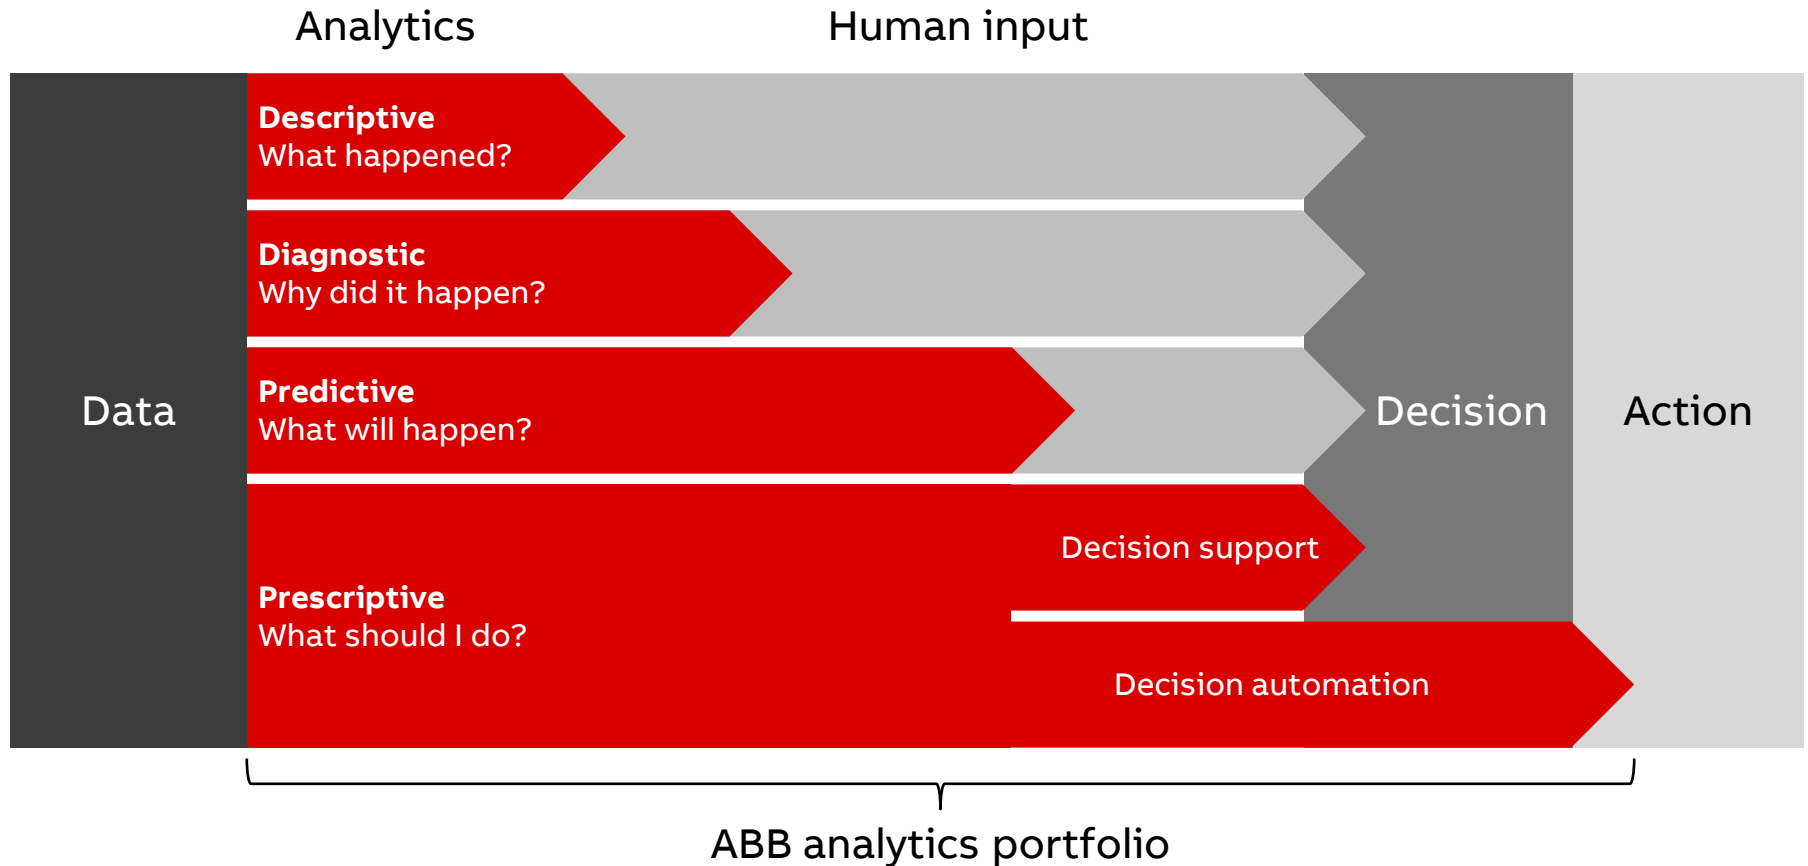 Analytics
Human input
Data
Descriptive
What happened?
Diagnostic
Why did it happen?
Predictive
What will happen?
Prescriptive
What should I do?
Decision support
Decision automation
Decision
Action
ABB analytics portfolio